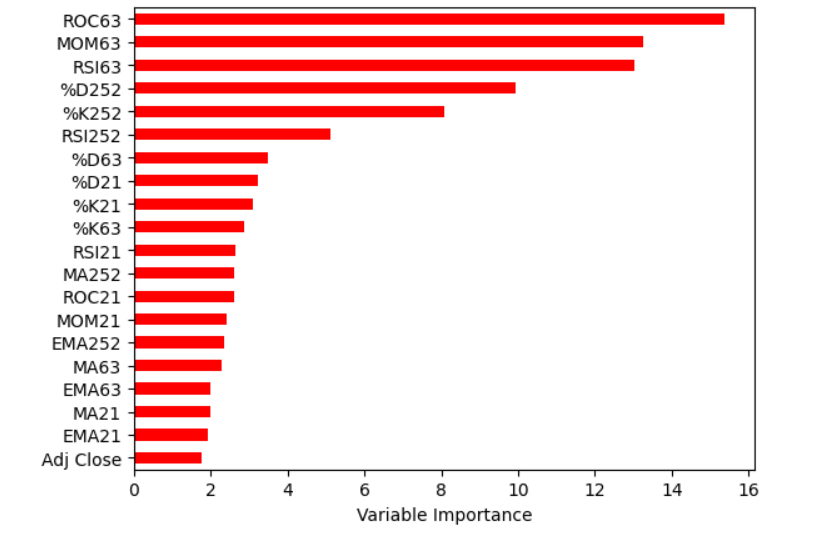 ROC63
MOM63
RSI63
%D252
%K252
RSI252
%D63
%D21
%K21
%K63
RSI21
MA252
ROC21
MOM21
EMA252
MA63
EMA63
MA21
EMA21
Adj Close
0 2 4 6 8 10 12 14 16
Variable Importance